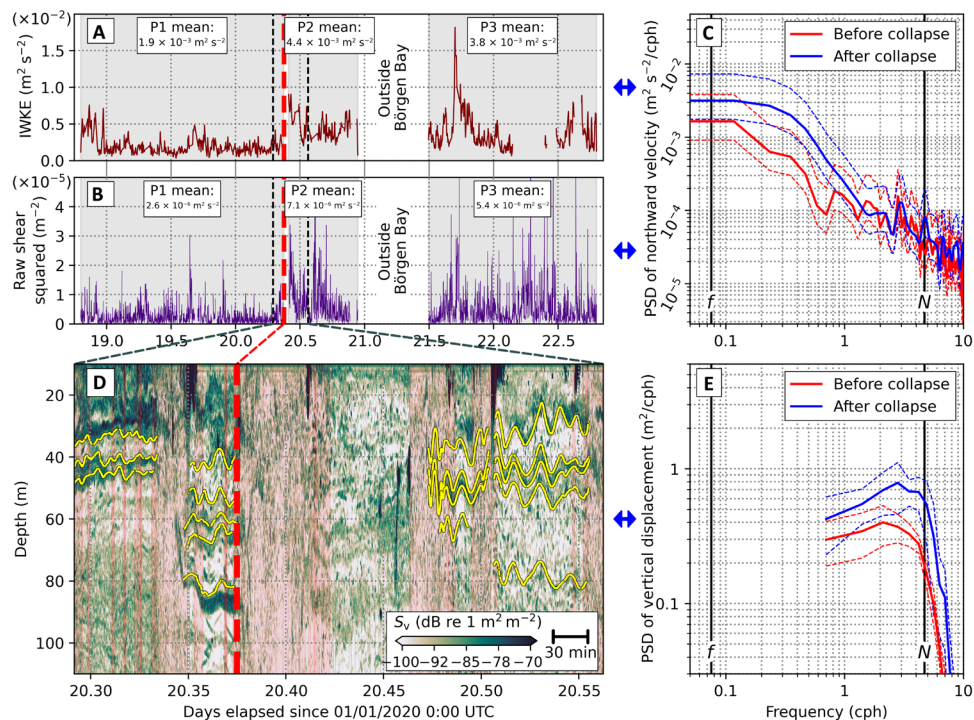 (×10⁻²)
A
P1 mean:
1.9 × 10⁻³ m² s⁻²
P2 mean:
4.4 × 10⁻³ m² s⁻²
P3 mean:
3.8 × 10⁻³ m² s⁻²
IWKE (m² s⁻²)
1.5
1.0
0.5
0.0
Outside
Börgen Bay
(×10⁻⁵)
B
P1 mean:
2.6 × 10⁻⁶ m² s⁻²
P2 mean:
7.1 × 10⁻⁶ m² s⁻²
P3 mean:
5.4 × 10⁻⁶ m² s⁻²
Raw shear
squared (m⁻²)
4
3
2
1
0
Outside
Börgen Bay
19.0 19.5 20.0 20.5 21.0 21.5 22.0 22.5
C
Before collapse
After collapse
PSD of northward velocity (m² s⁻²/cph)
10⁻²
10⁻³
10⁻⁴
10⁻⁵
f
N
0.1 1 10
D
Depth (m)
20
40
60
80
100
Sᵥ (dB re 1 m² m⁻²)
−100 −92 −85 −78 −70
30 min
20.30 20.35 20.40 20.45 20.50 20.55
Days elapsed since 01/01/2020 0:00 UTC
E
Before collapse
After collapse
PSD of vertical displacement (m²/cph)
1
0.1
f
N
0.1 1 10
Frequency (cph)